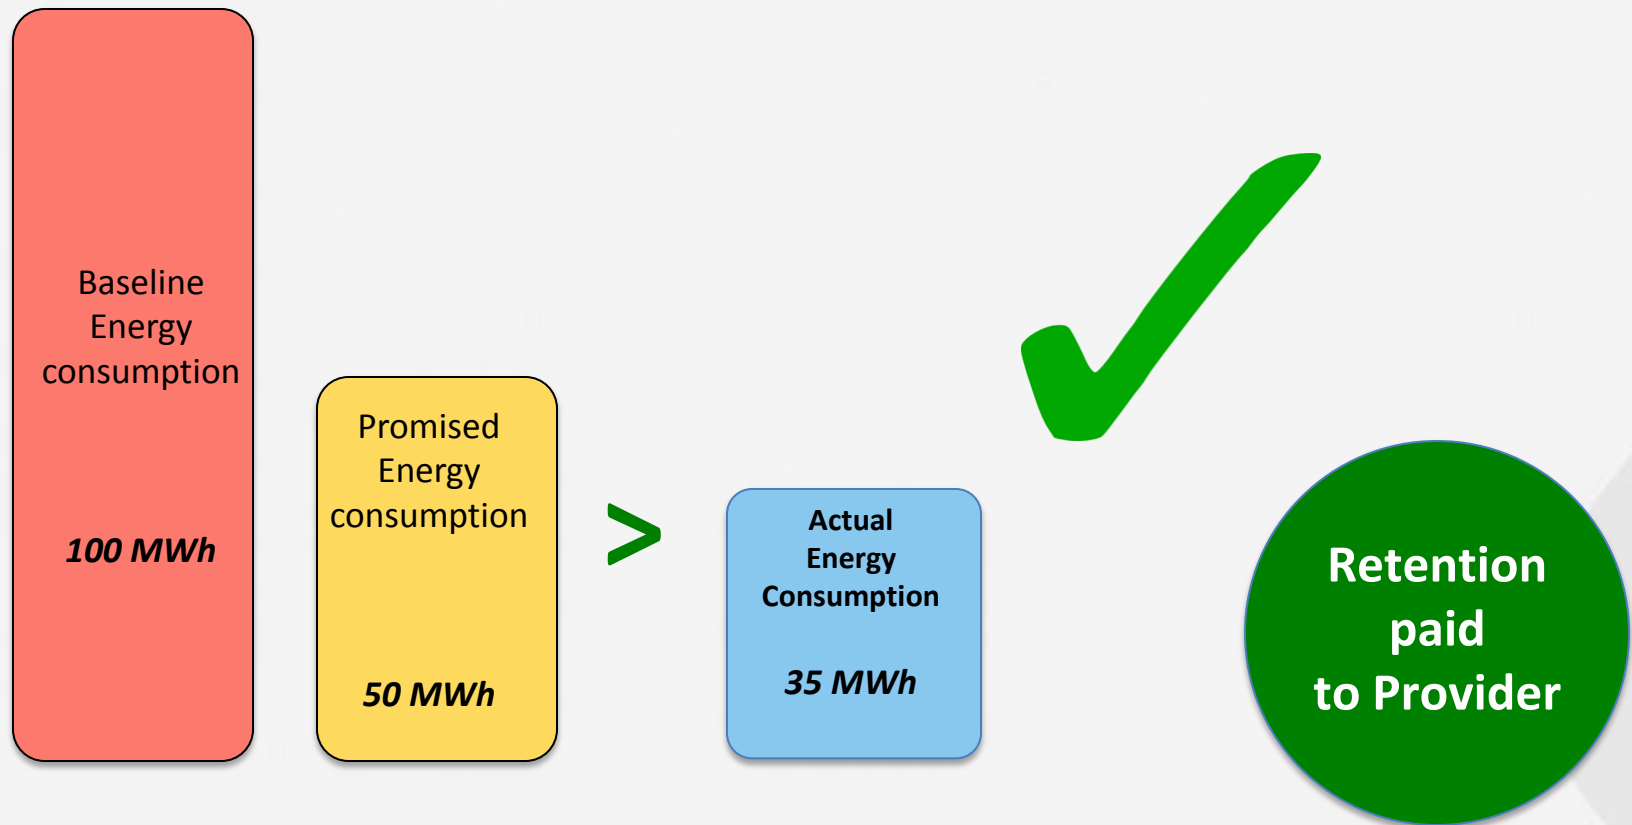 Baseline
Energy
consumption
100 MWh
Promised
Energy
consumption
50 MWh
>
Actual
Energy
Consumption
35 MWh
Retention
paid
to Provider